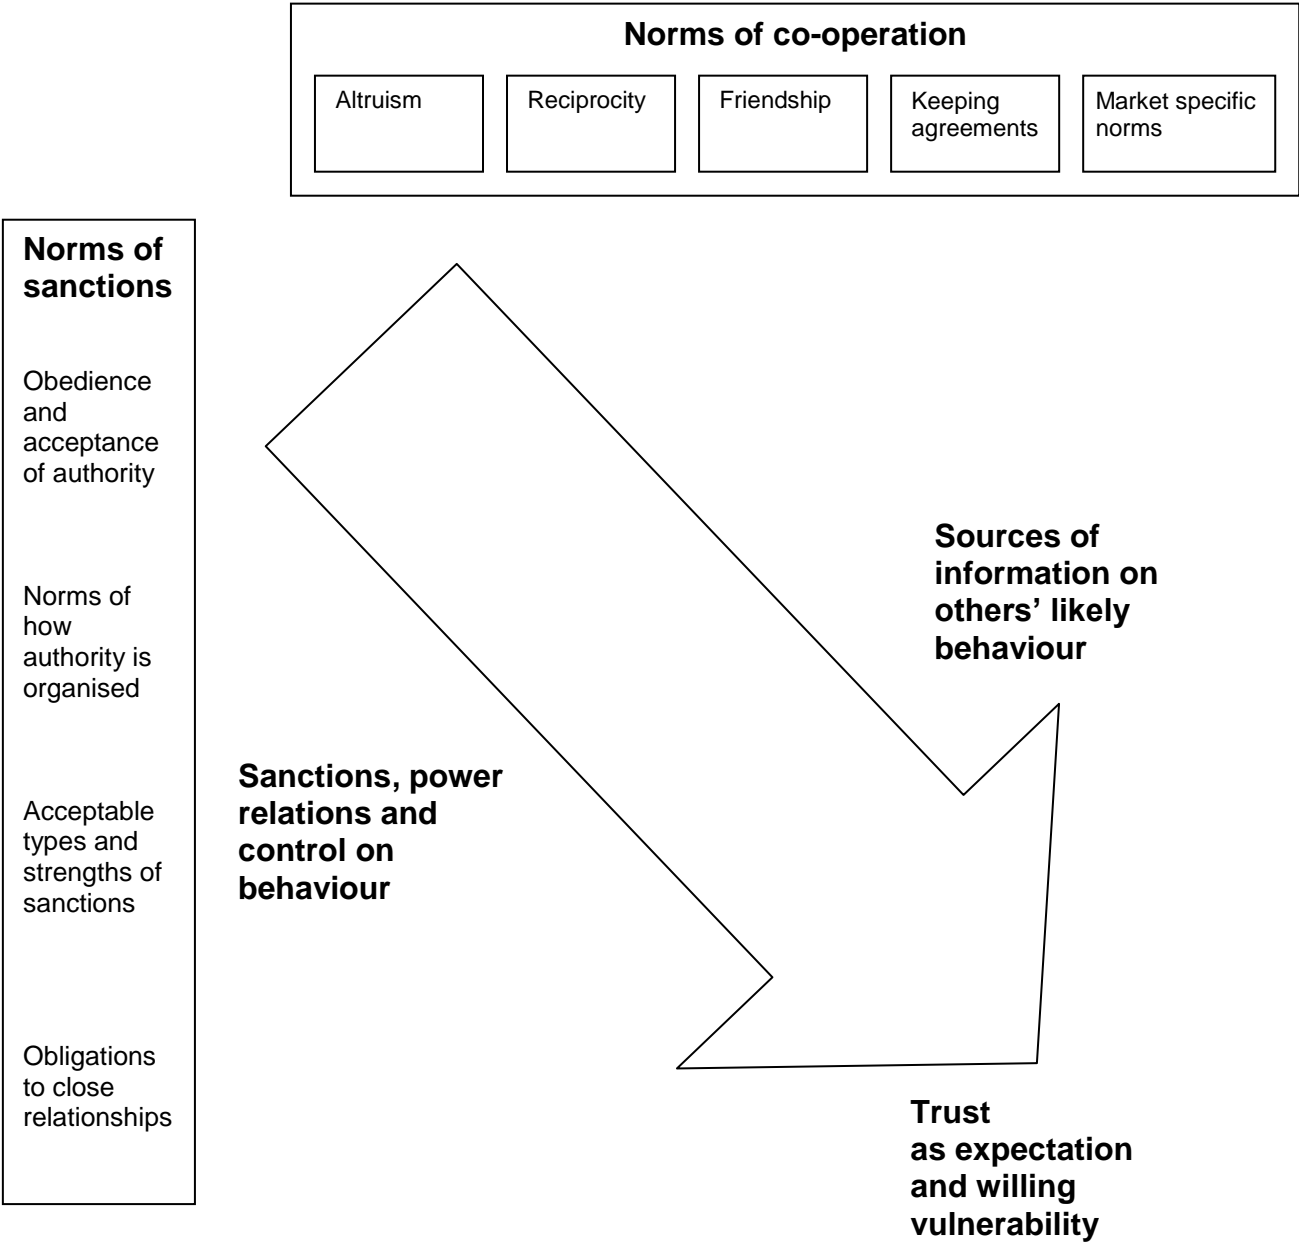 Norms of co-operation
Altruism
Reciprocity
Friendship
Keeping
agreements
Market specific
norms
Norms of
sanctions
Obedience
and
acceptance
of authority
Norms of
how
authority is
organised
Acceptable
types and
strengths of
sanctions
Obligations
to close
relationships
Sources of
information on
others’ likely
behaviour
Sanctions, power
relations and
control on
behaviour
Trust
as expectation
and willing
vulnerability